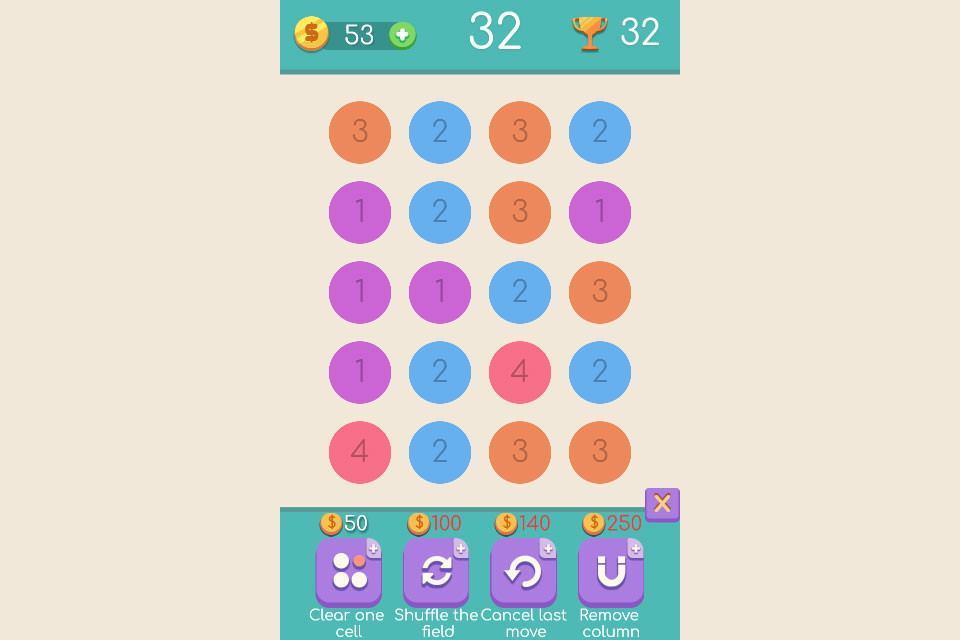 53 32 32
3 2 3 2
1 2 3 1
1 1 2 3
1 2 4 2
4 2 3 3
50 100 140 250
Clear one cell
Shuffle the field
Cancel last move
Remove column